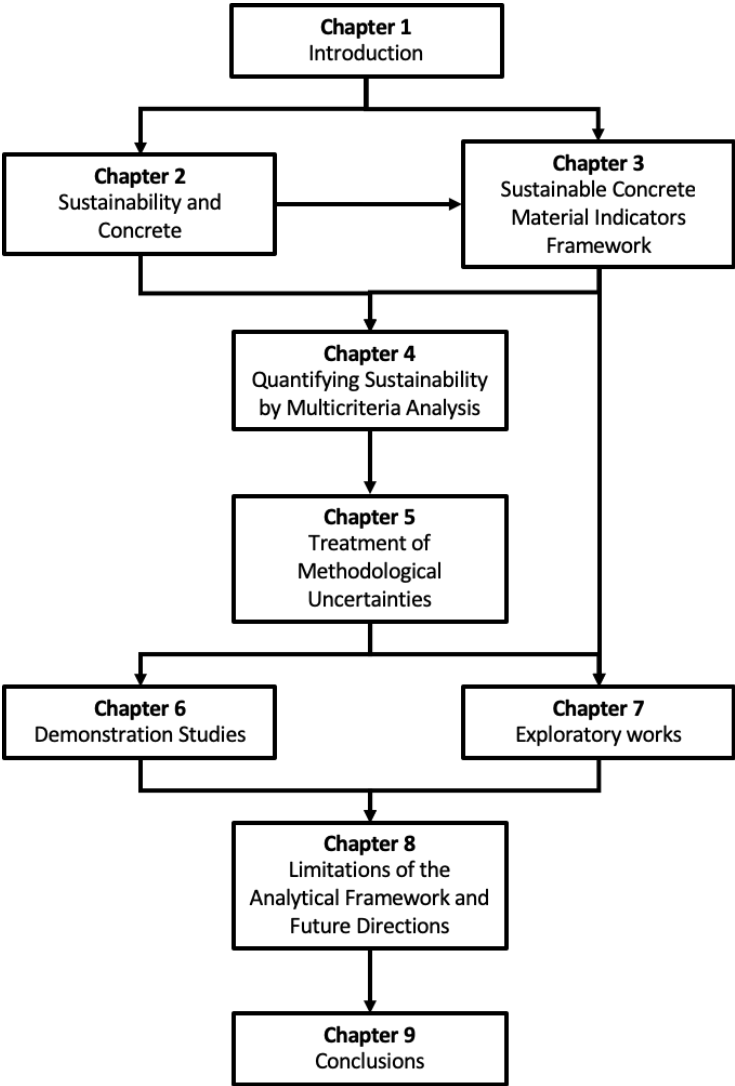 Chapter 1
Introduction
Chapter 2
Sustainability and
Concrete
Chapter 3
Sustainable Concrete
Material Indicators
Framework
Chapter 4
Quantifying Sustainability
by Multicriteria Analysis
Chapter 5
Treatment of
Methodological
Uncertainties
Chapter 6
Demonstration Studies
Chapter 7
Exploratory works
Chapter 8
Limitations of the
Analytical Framework and
Future Directions
Chapter 9
Conclusions